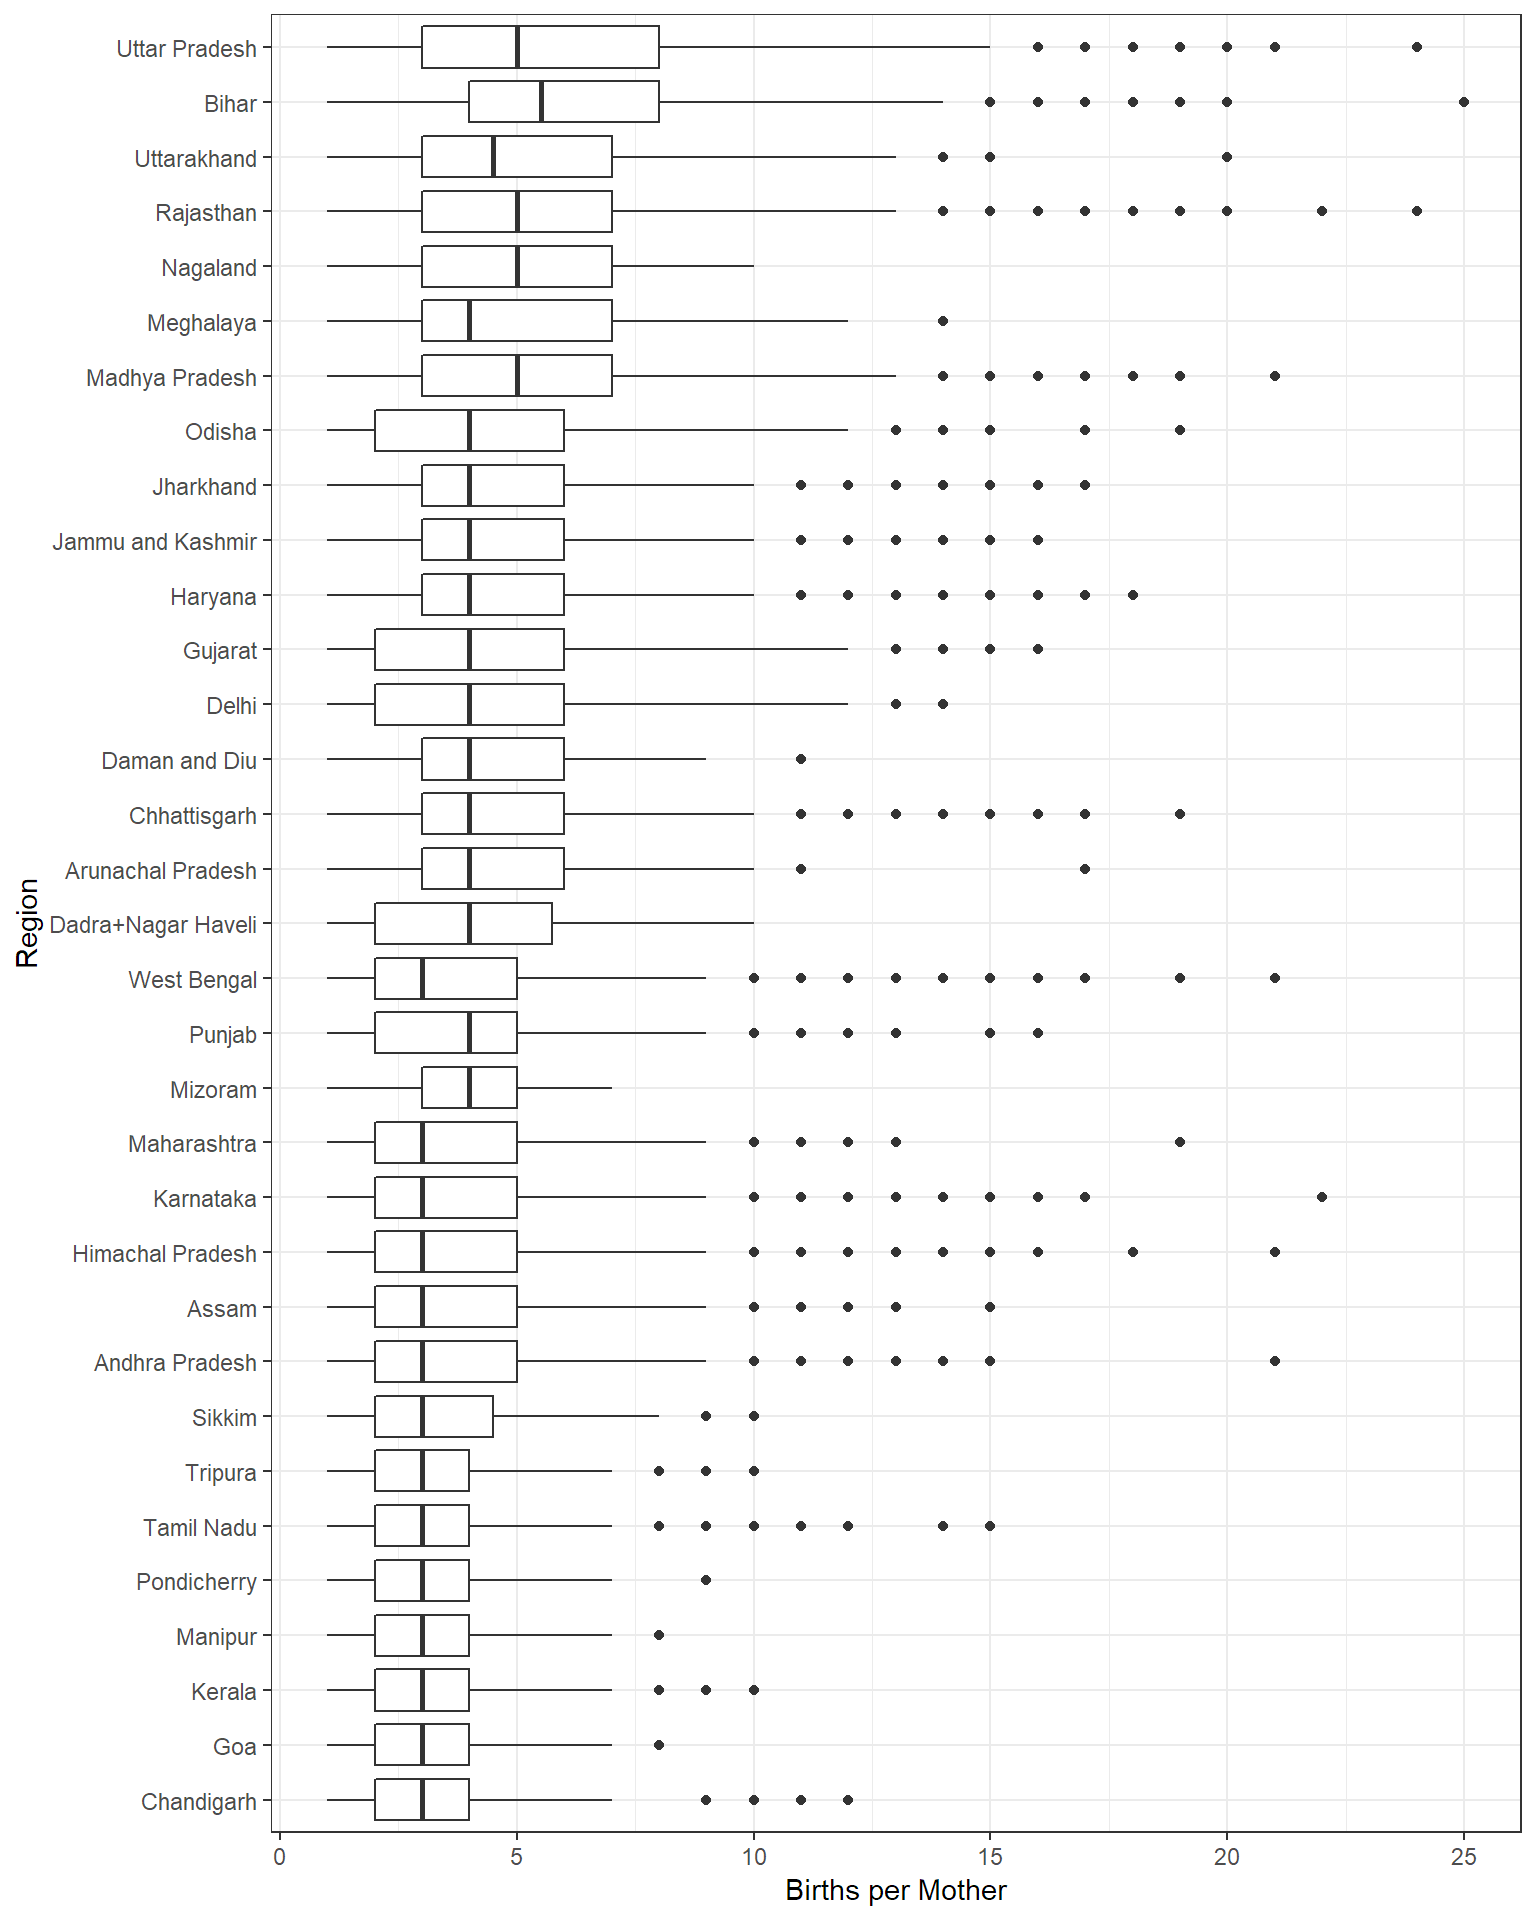 Uttar Pradesh
Bihar
Uttarakhand
Rajasthan
Nagaland
Meghalaya
Madhya Pradesh
Odisha
Jharkhand
Jammu and Kashmir
Haryana
Gujarat
Delhi
Daman and Diu
Chhattisgarh
Arunachal Pradesh
Dadra+Nagar Haveli
West Bengal
Punjab
Mizoram
Maharashtra
Karnataka
Himachal Pradesh
Assam
Andhra Pradesh
Sikkim
Tripura
Tamil Nadu
Pondicherry
Manipur
Kerala
Goa
Chandigarh
Region
0 5 10 15 20 25
Births per Mother